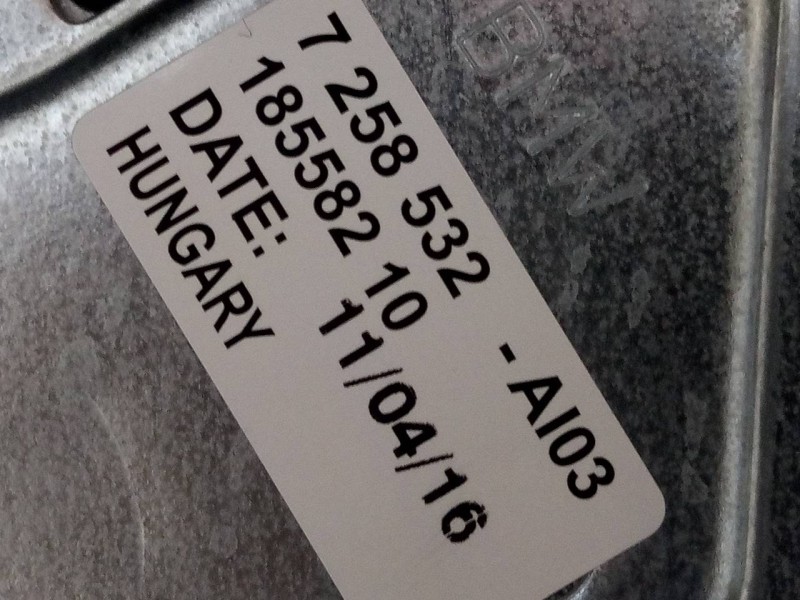 BMW
7 258 532 - AI03
185582 10
DATE: 11/04/16
HUNGARY